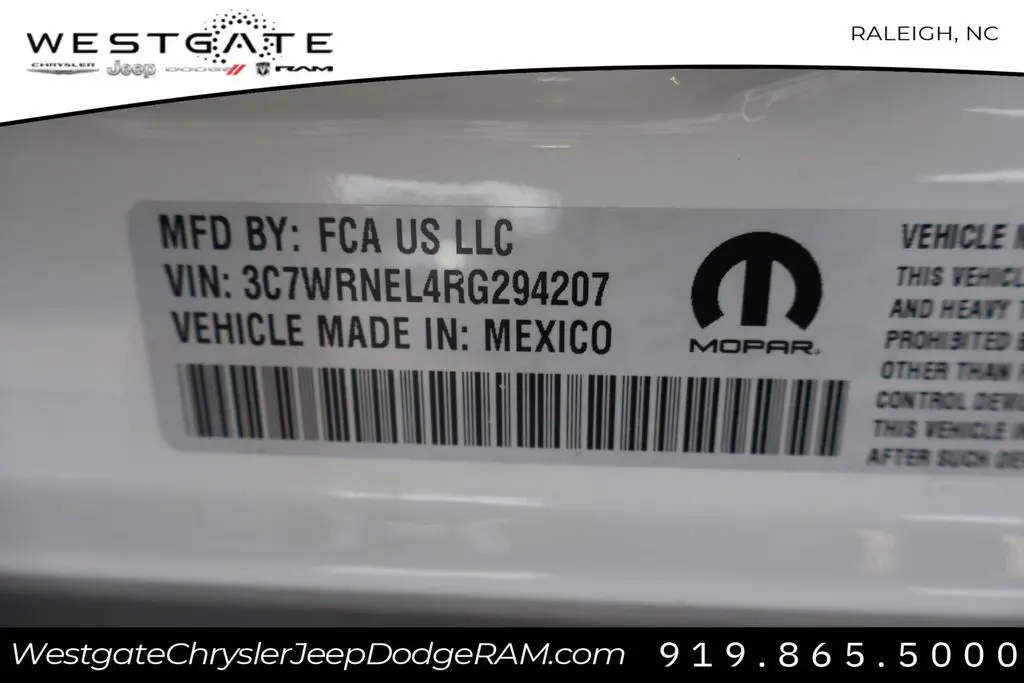 WESTGATE
CHRYSLER Jeep DODGE RAM
RALEIGH, NC
MFD BY: FCA US LLC
VIN: 3C7WRNEL4RG294207
VEHICLE MADE IN: MEXICO
MOPAR.
VEHICLE
THIS VEHICL
AND HEAVY
PROHIBITED
OTHER THAN
CONTROL
THIS VEHICLE
AFTER SUCH
WestgateChryslerJeepDodgeRAM.com
919.865.5000